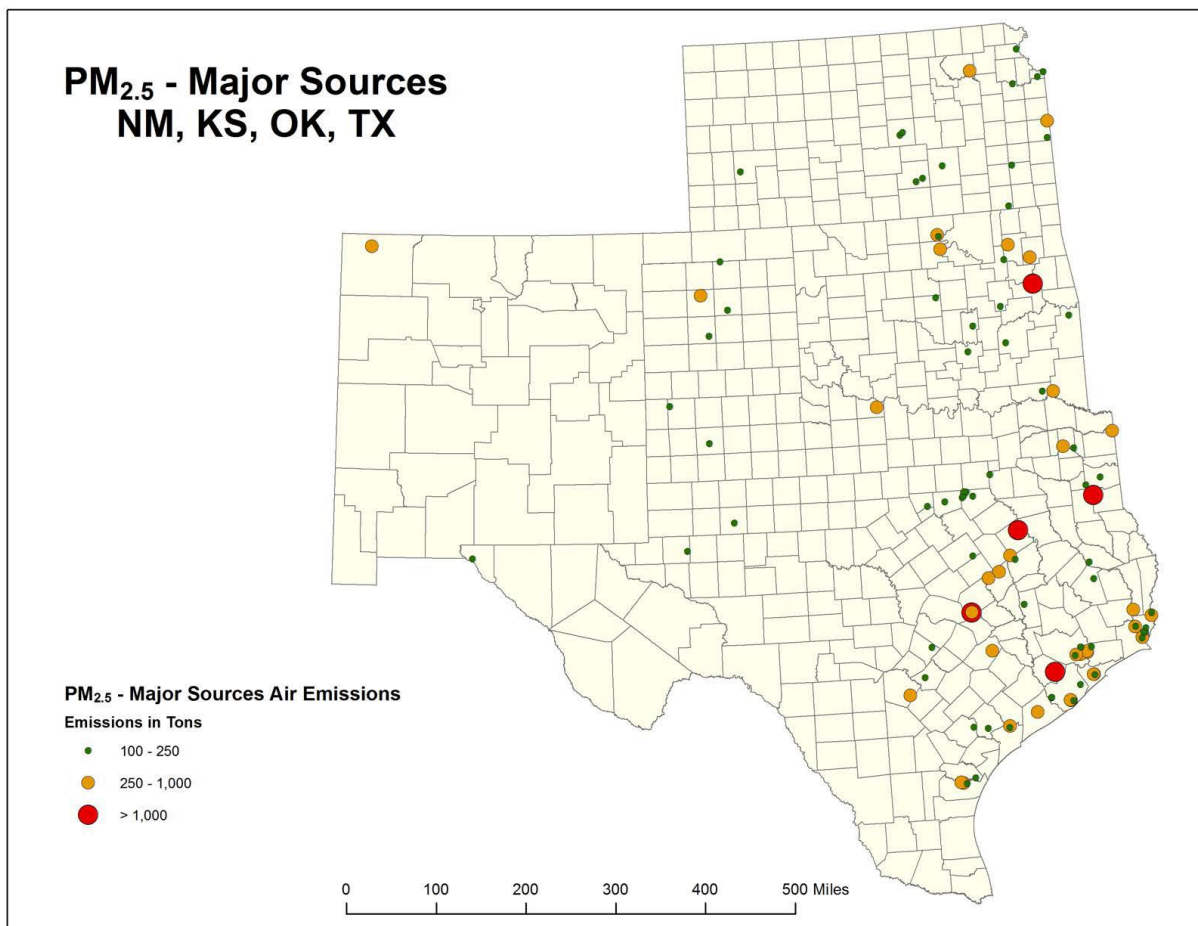 PM2.5 - Major Sources
NM, KS, OK, TX
PM2.5 - Major Sources Air Emissions
Emissions in Tons
100 - 250
250 - 1,000
> 1,000
0 100 200 300 400 500 Miles